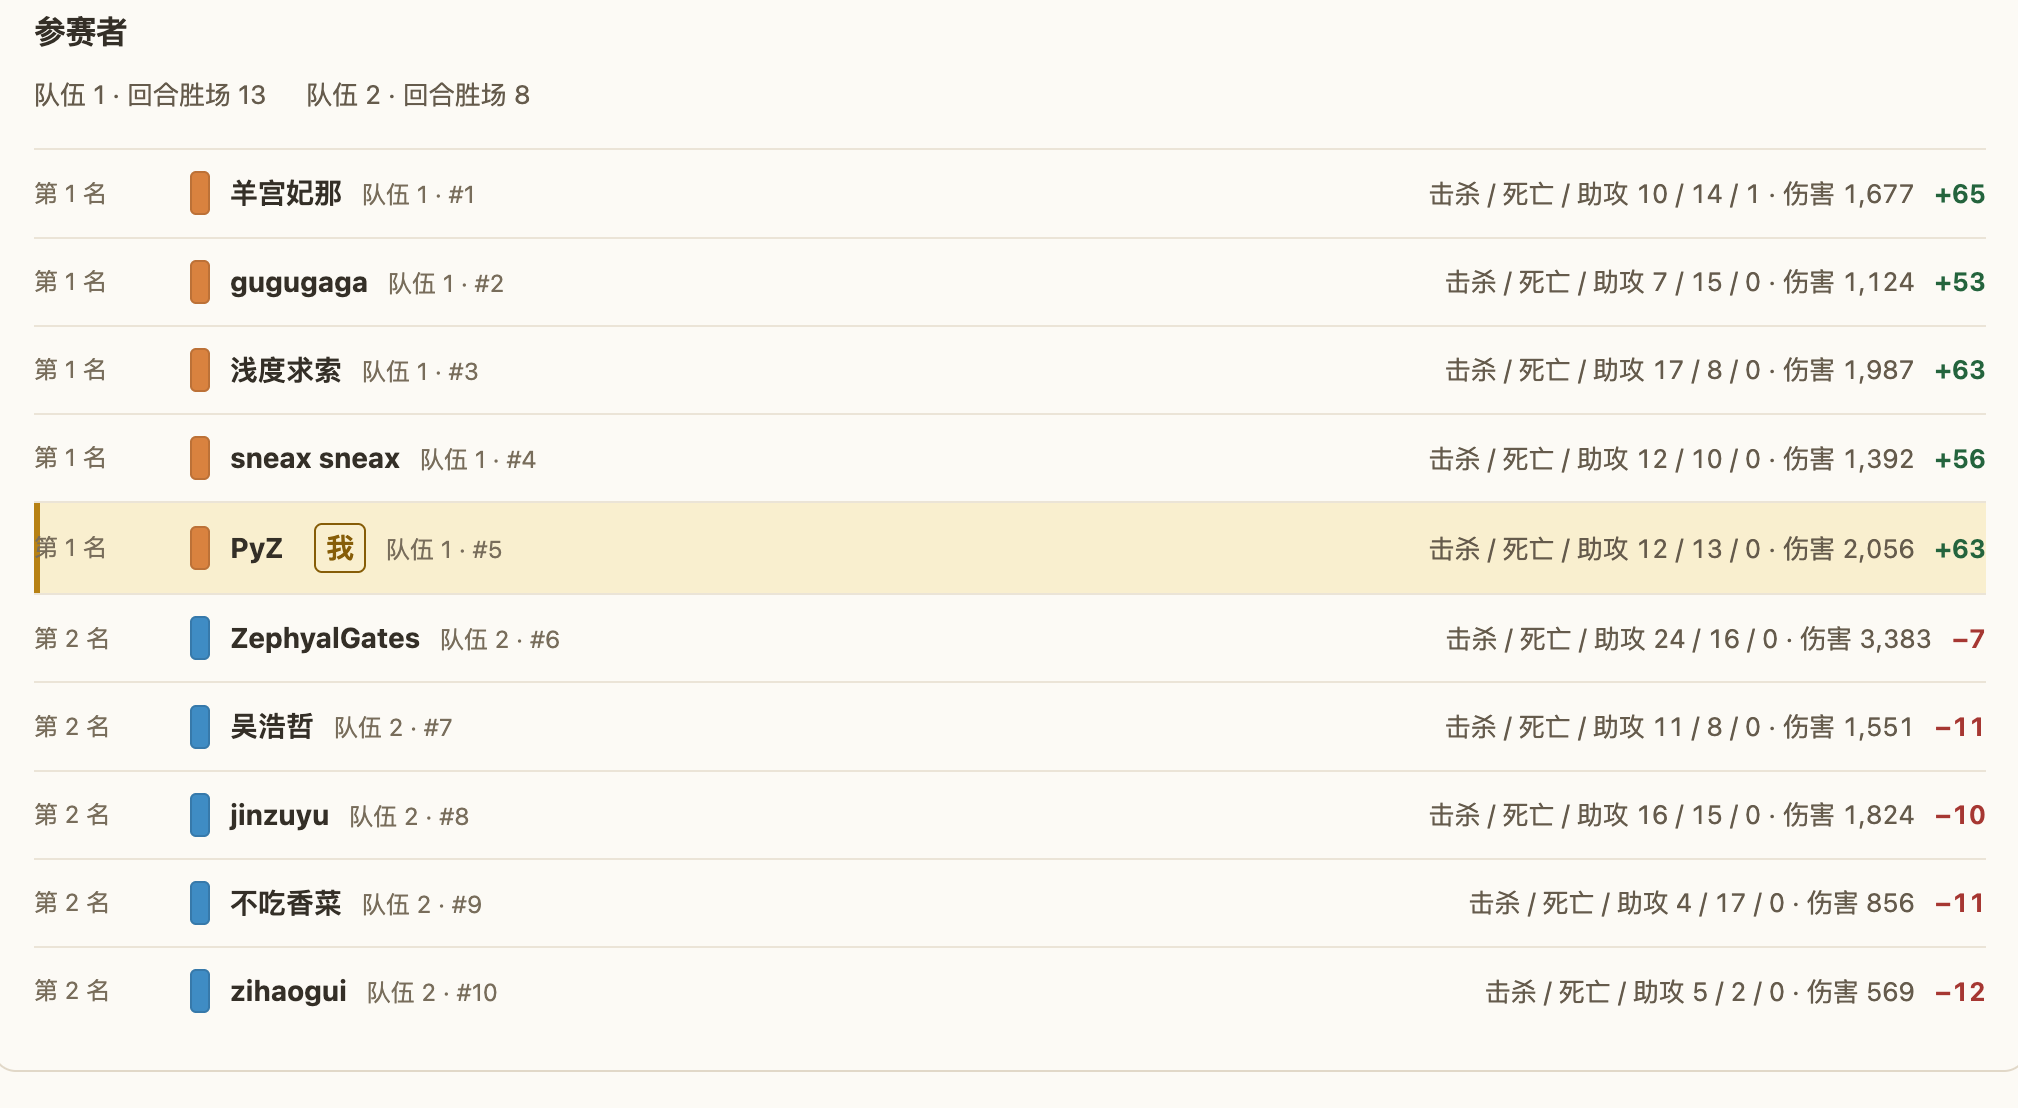 参赛者
队伍 1 · 回合胜场 13 队伍 2 · 回合胜场 8
第 1 名 羊宫妃那 队伍 1 · #1 击杀 / 死亡 / 助攻 10 / 14 / 1 · 伤害 1,677 +65
第 1 名 gugugaga 队伍 1 · #2 击杀 / 死亡 / 助攻 7 / 15 / 0 · 伤害 1,124 +53
第 1 名 浅度求索 队伍 1 · #3 击杀 / 死亡 / 助攻 17 / 8 / 0 · 伤害 1,987 +63
第 1 名 sneax sneax 队伍 1 · #4 击杀 / 死亡 / 助攻 12 / 10 / 0 · 伤害 1,392 +56
第 1 名 PyZ 我 队伍 1 · #5 击杀 / 死亡 / 助攻 12 / 13 / 0 · 伤害 2,056 +63
第 2 名 ZephyalGates 队伍 2 · #6 击杀 / 死亡 / 助攻 24 / 16 / 0 · 伤害 3,383 −7
第 2 名 吴浩哲 队伍 2 · #7 击杀 / 死亡 / 助攻 11 / 8 / 0 · 伤害 1,551 −11
第 2 名 jinzuyu 队伍 2 · #8 击杀 / 死亡 / 助攻 16 / 15 / 0 · 伤害 1,824 −10
第 2 名 不吃香菜 队伍 2 · #9 击杀 / 死亡 / 助攻 4 / 17 / 0 · 伤害 856 −11
第 2 名 zihaogui 队伍 2 · #10 击杀 / 死亡 / 助攻 5 / 2 / 0 · 伤害 569 −12